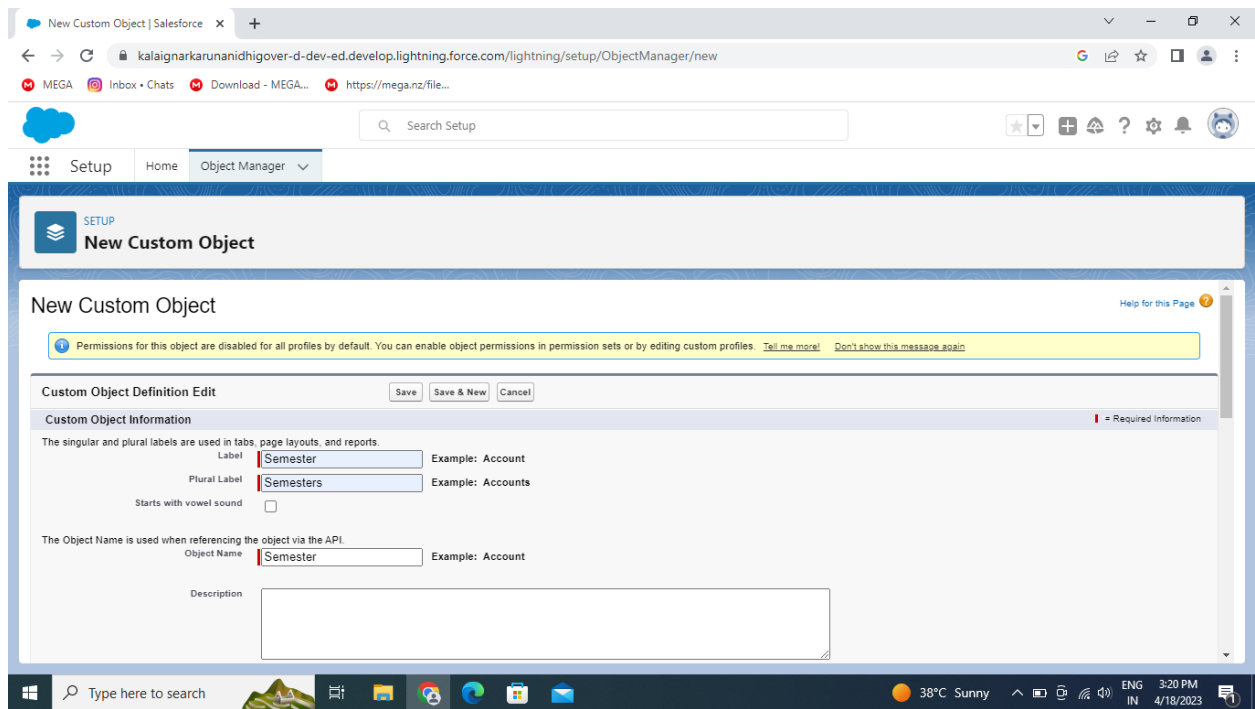 New Custom Object | Salesforce
kalaignarkarunanidhigover-d-dev-ed.develop.lightning.force.com/lightning/setup/ObjectManager/new
MEGA Inbox • Chats Download - MEGA... https://mega.nz/file...
Search Setup
Setup Home Object Manager
SETUP
New Custom Object
New Custom Object Help for this Page
Permissions for this object are disabled for all profiles by default. You can enable object permissions in permission sets or by editing custom profiles. Tell me more! Don't show this message again
Custom Object Definition Edit Save Save & New Cancel
Custom Object Information = Required Information
The singular and plural labels are used in tabs, page layouts, and reports.
Label Semester Example: Account
Plural Label Semesters Example: Accounts
Starts with vowel sound
The Object Name is used when referencing the object via the API.
Object Name Semester Example: Account
Description
Type here to search 38°C Sunny ENG 3:20 PM
IN 4/18/2023